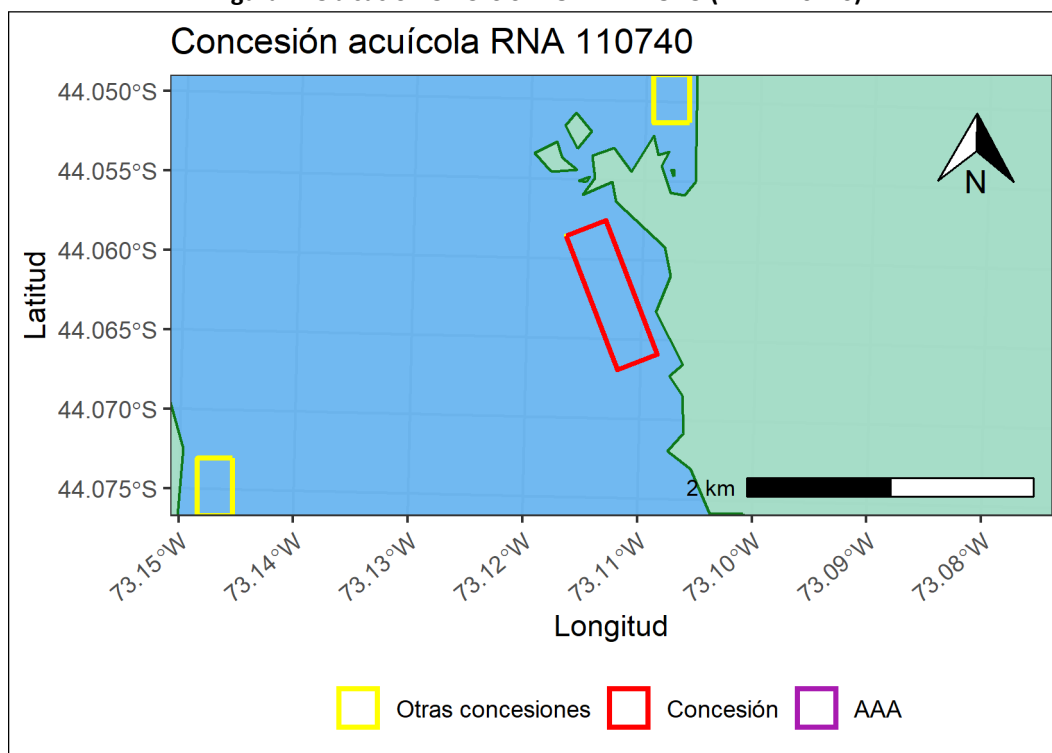 Concesión acuícola RNA 110740
44.050°S
44.055°S
44.060°S
44.065°S
44.070°S
44.075°S
Latitud
N
2 km
73.15°W
73.14°W
73.13°W
73.12°W
73.11°W
73.10°W
73.09°W
73.08°W
Longitud
Otras concesiones
Concesión
AAA